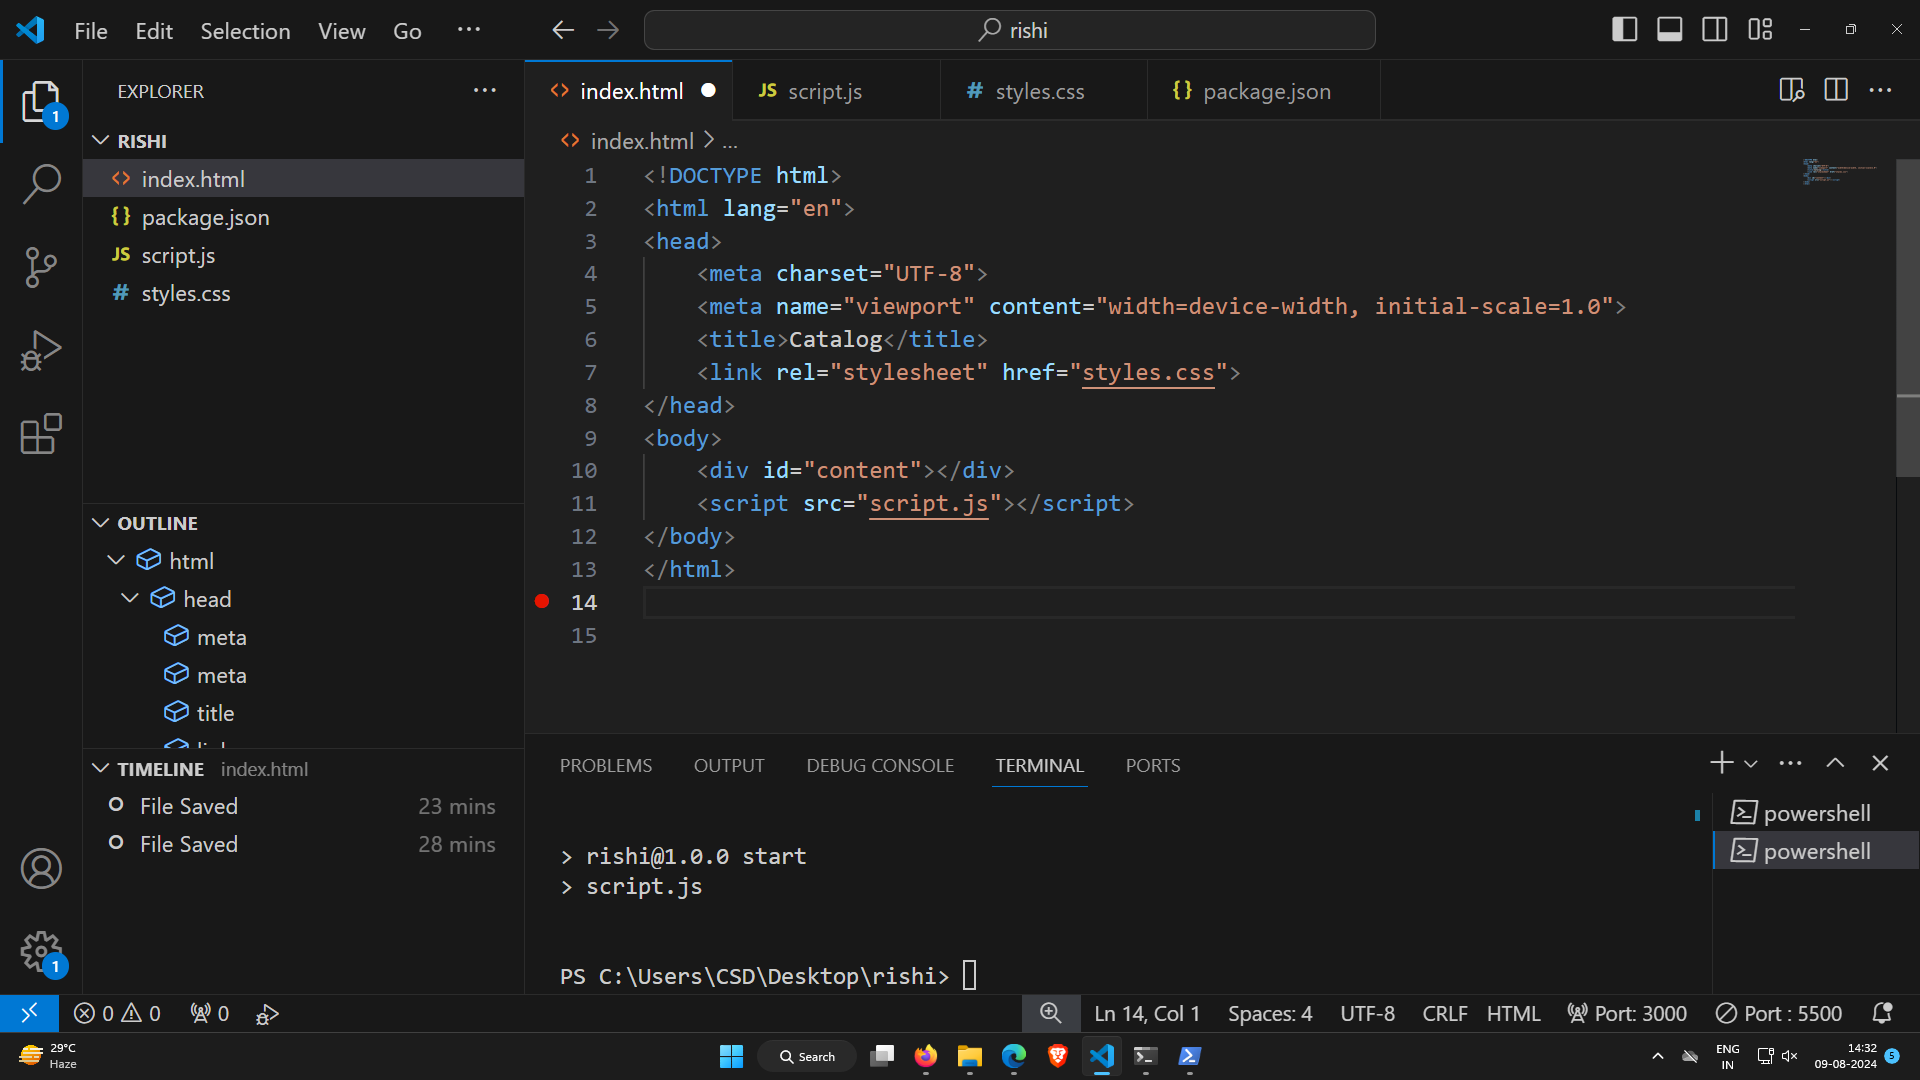 File Edit Selection View Go ...
rishi
EXPLORER
1
RISHI
index.html
package.json
script.js
styles.css
OUTLINE
html
head
meta
meta
title
TIMELINE index.html
File Saved 23 mins
File Saved 28 mins
1
index.html script.js styles.css package.json
index.html > ...
1 <!DOCTYPE html>
2 <html lang="en">
3 <head>
4 <meta charset="UTF-8">
5 <meta name="viewport" content="width=device-width, initial-scale=1.0">
6 <title>Catalog</title>
7 <link rel="stylesheet" href="styles.css">
8 </head>
9 <body>
10 <div id="content"></div>
11 <script src="script.js"></script>
12 </body>
13 </html>
14
15
PROBLEMS OUTPUT DEBUG CONSOLE TERMINAL PORTS
> rishi@1.0.0 start
> script.js
PS C:\Users\CSD\Desktop\rishi>
powershell
powershell
0 0 0 Ln 14, Col 1 Spaces: 4 UTF-8 CRLF HTML Port: 3000 Port : 5500
29°C
Haze
Search
ENG
IN
14:32
09-08-2024
5